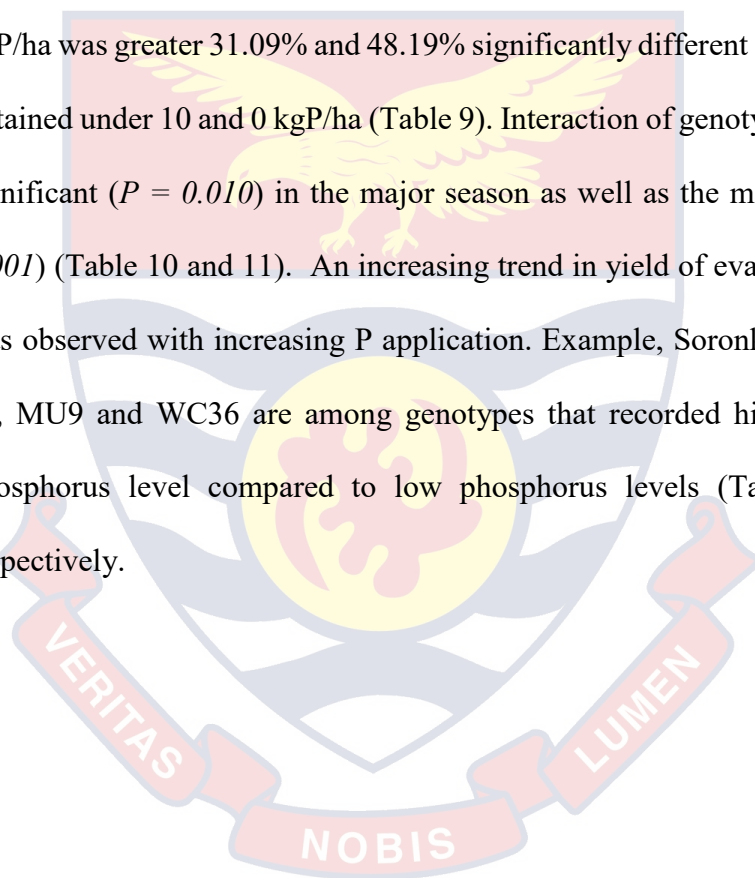 P/ha was greater 31.09% and 48.19% significantly different
tained under 10 and 0 kgP/ha (Table 9). Interaction of genoty
nificant (P = 0.010) in the major season as well as the m
001) (Table 10 and 11). An increasing trend in yield of eva
s observed with increasing P application. Example, Soronk
, MU9 and WC36 are among genotypes that recorded hi
osphorus level compared to low phosphorus levels (Ta
spectively.
VERITAS
NOBIS
LUMEN